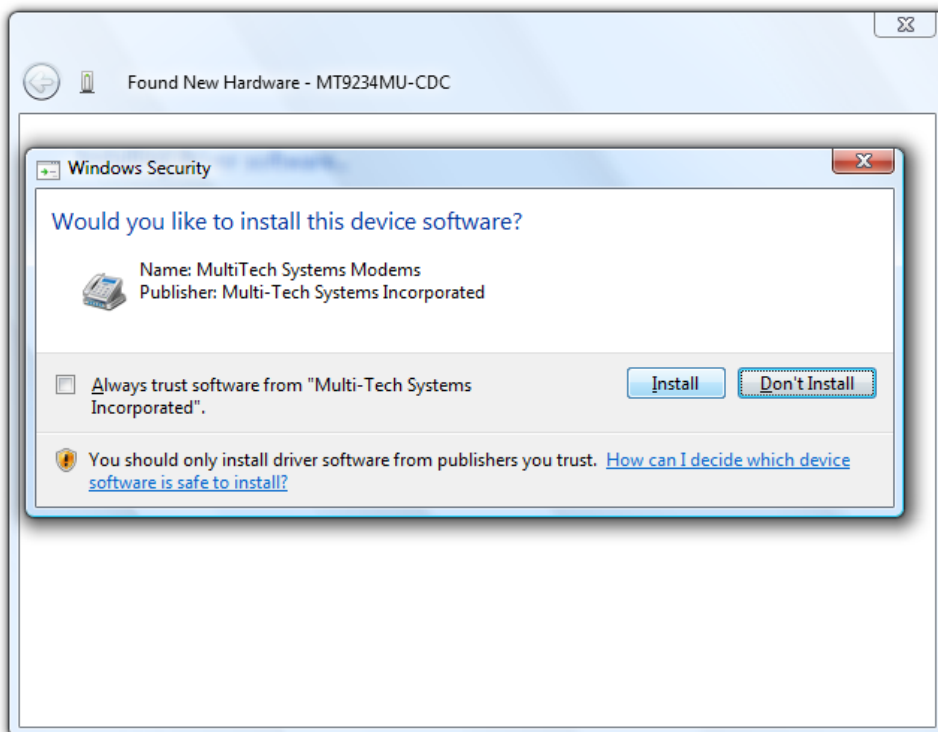 Found New Hardware - MT9234MU-CDC
Windows Security
Would you like to install this device software?
Name: MultiTech Systems Modems
Publisher: Multi-Tech Systems Incorporated
Always trust software from "Multi-Tech Systems
Incorporated".
Install
Don't Install
You should only install driver software from publishers you trust. How can I decide which device
software is safe to install?